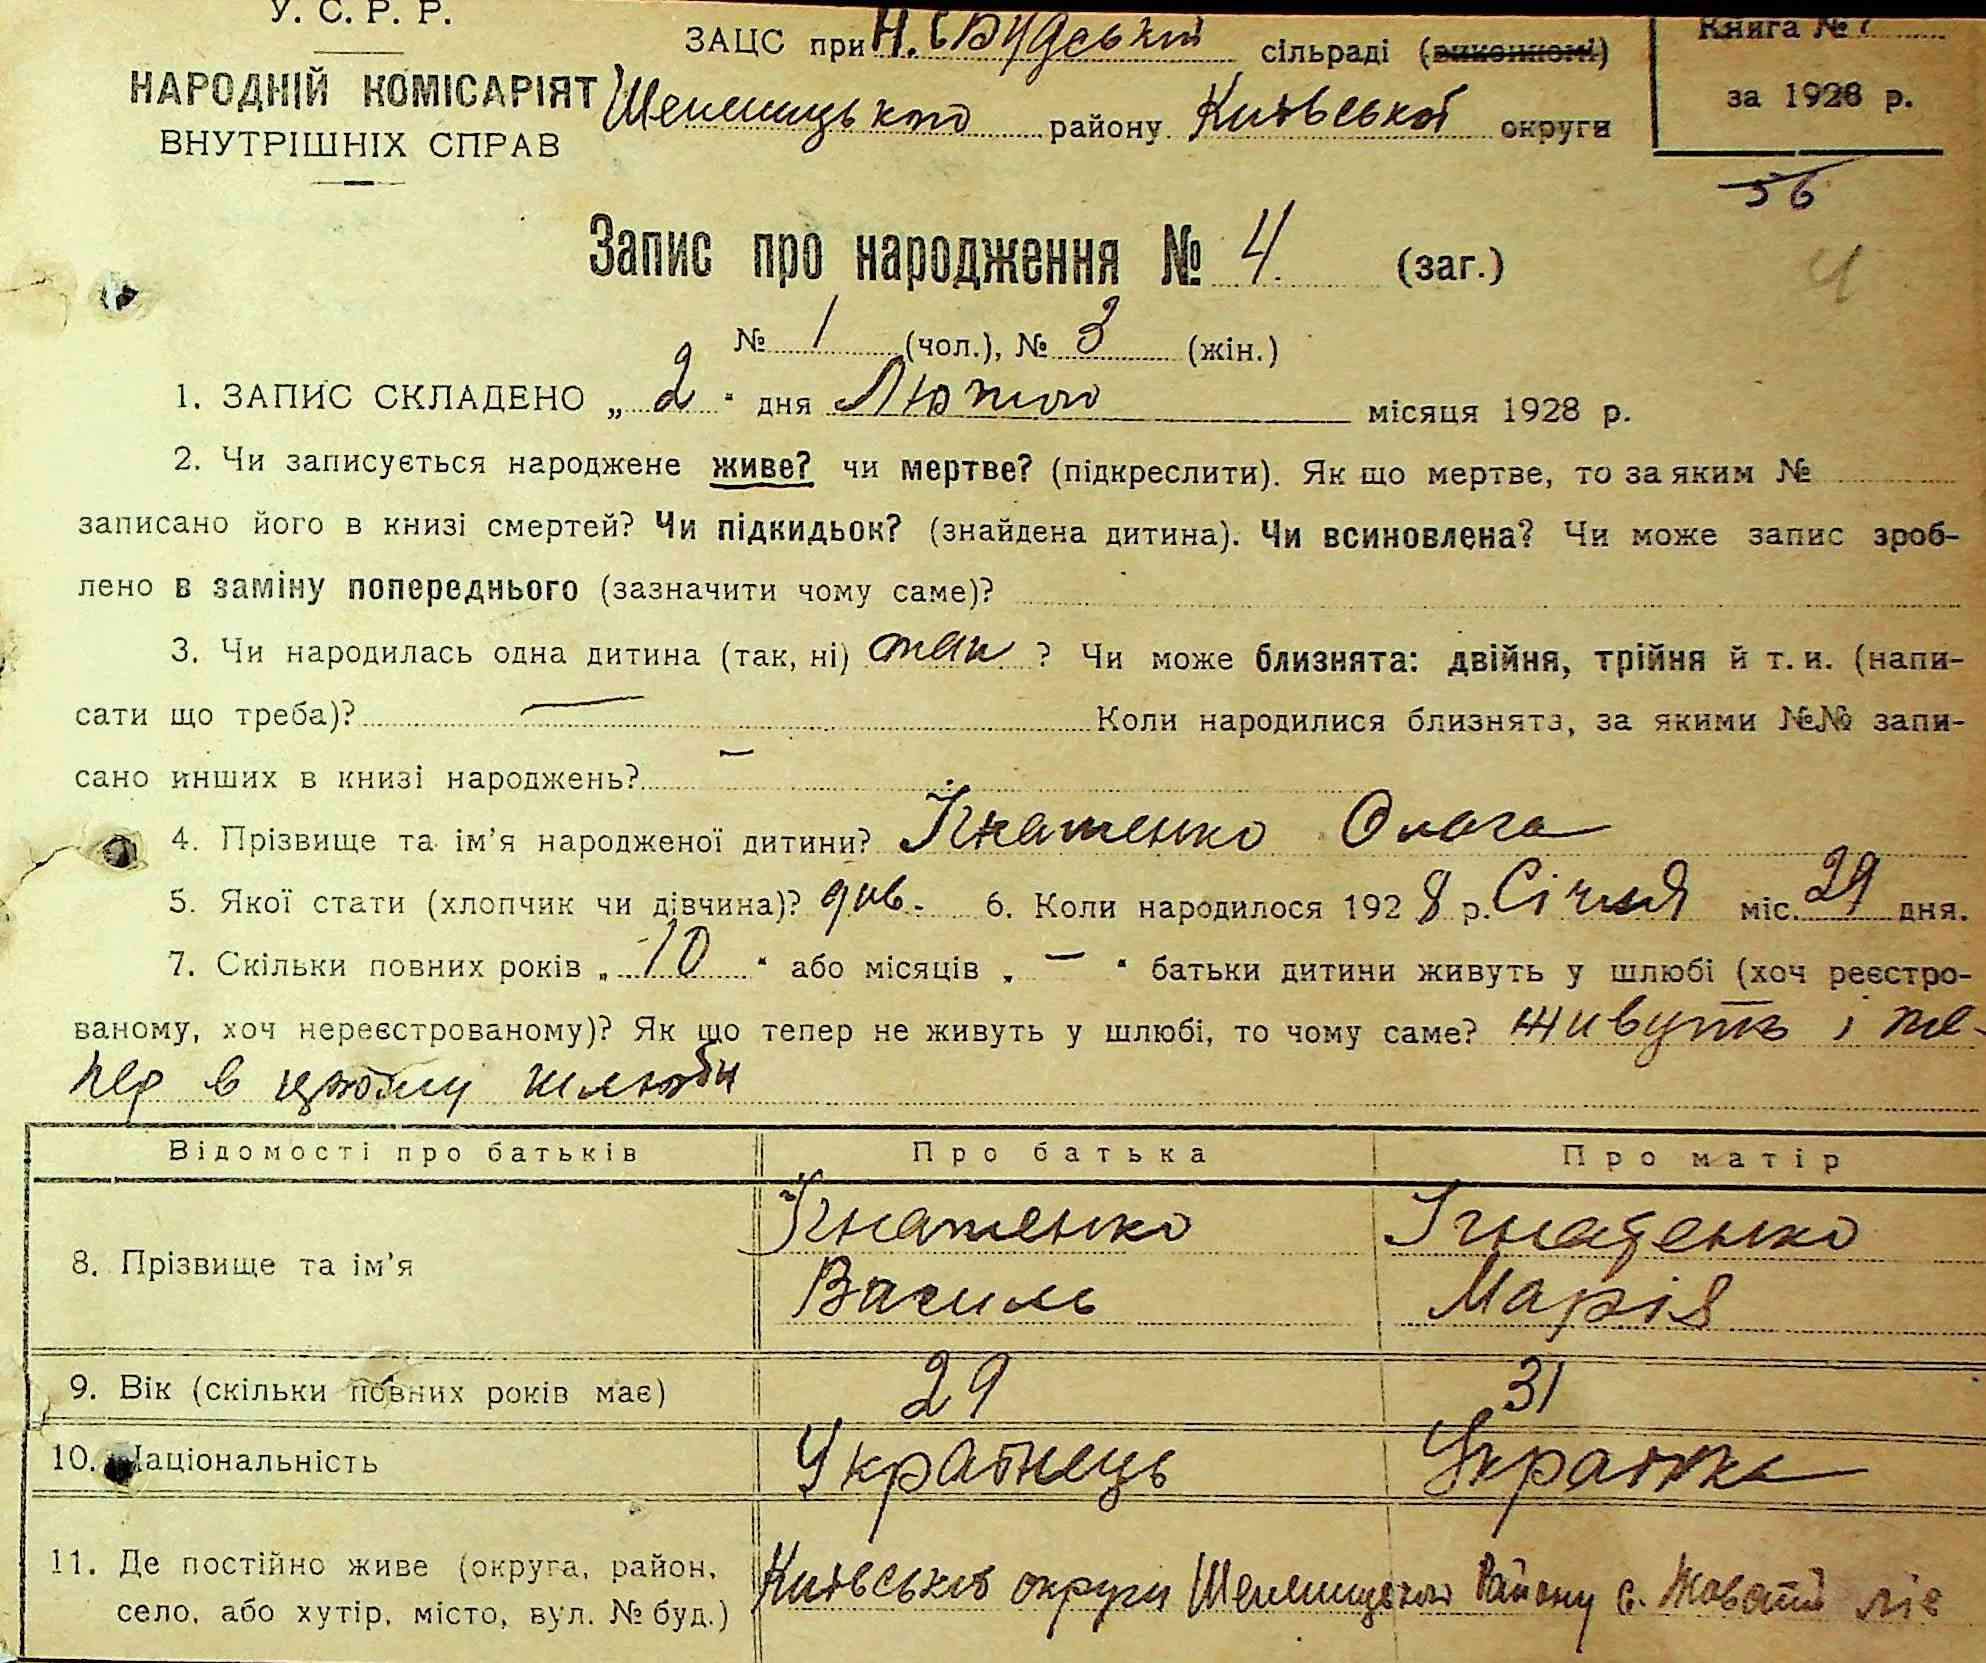 У. С. Р. Р.
НАРОДНІЙ КОМІСАРІЯТ
ВНУТРІШНІХ СПРАВ
ЗАЦС при Н. СБудській сільраді (виконкомі)
Шепелицького району Київської округи
Книга №
за 1928 р.
56
Запис про народження № 4 (заг.)
4
№ 1 (чол.), № 3 (жін.)
1. ЗАПИС СКЛАДЕНО „ 2 “ дня Лютого місяця 1928 р.
2. Чи записується народжене живе? чи мертве? (підкреслити). Як що мертве, то за яким №
записано його в книзі смертей? Чи підкидьок? (знайдена дитина). Чи всиновлена? Чи може запис зроб-
лено в заміну попереднього (зазначити чому саме)?
3. Чи народилась одна дитина (так, ні) так ? Чи може близнята: двійня, трійня й т. и. (напи-
сати що треба)? — Коли народилися близнята, за якими №№ запи-
сано инших в книзі народжень? —
4. Прізвище та ім’я народженої дитини? Ігнатенко Ольга
5. Якої стати (хлопчик чи дівчина)? див. 6. Коли народилося 1928 р. Січня міс. 29 дня.
7. Скільки повних років „ 10 “ або місяців „ — “ батьки дитини живуть у шлюбі (хоч реєстро-
ваному, хоч нереєстрованому)? Як що тепер не живуть у шлюбі, то чому саме? живуть і те-
пер в цьому шлюби
Відомості про батьків Про батька Про матір
8. Прізвище та ім’я Ігнатенко Василь Ігнатенко Марія
9. Вік (скільки повних років має) 29 31
10. Національність Українець Українка
11. Де постійно живе (округа, район,
село, або хутір, місто, вул. № буд.) Київської округи Шепелицького Району с. Товстий ліс